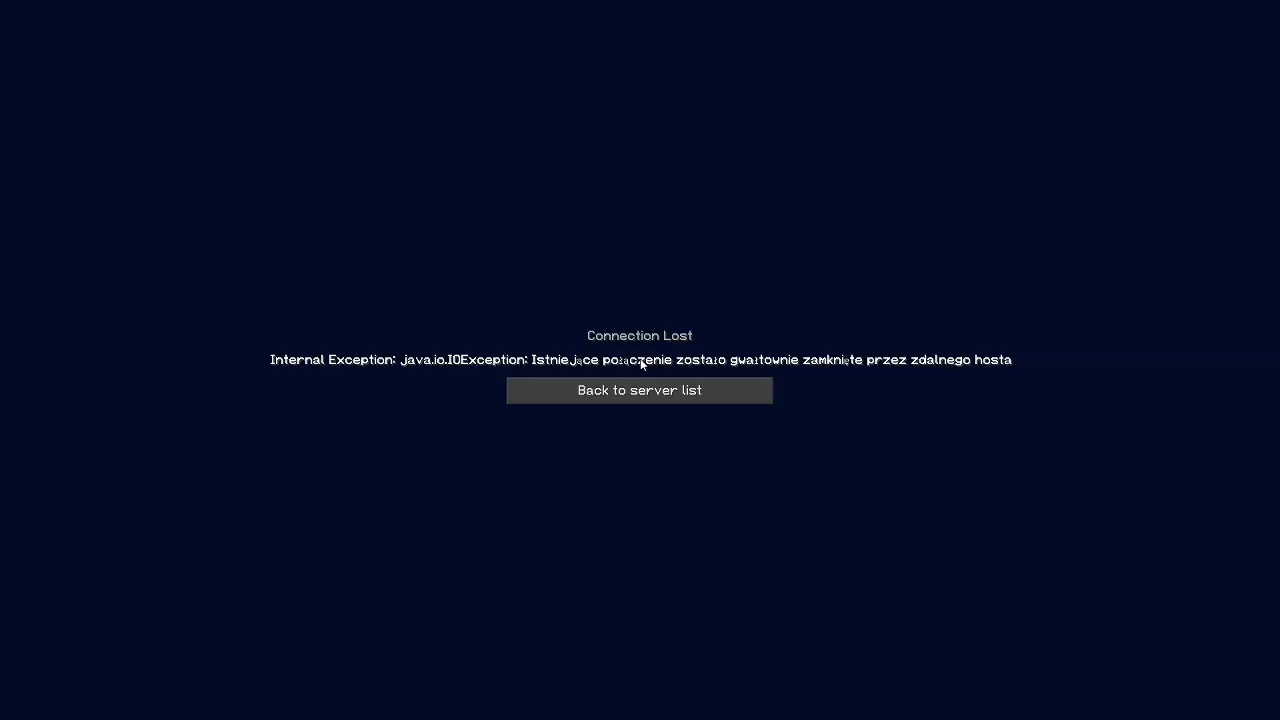 Connection Lost
Internal Exception: java.io.IOException: Istniejące połączenie zostało gwałtownie zamknięte przez zdalnego hosta
Back to server list